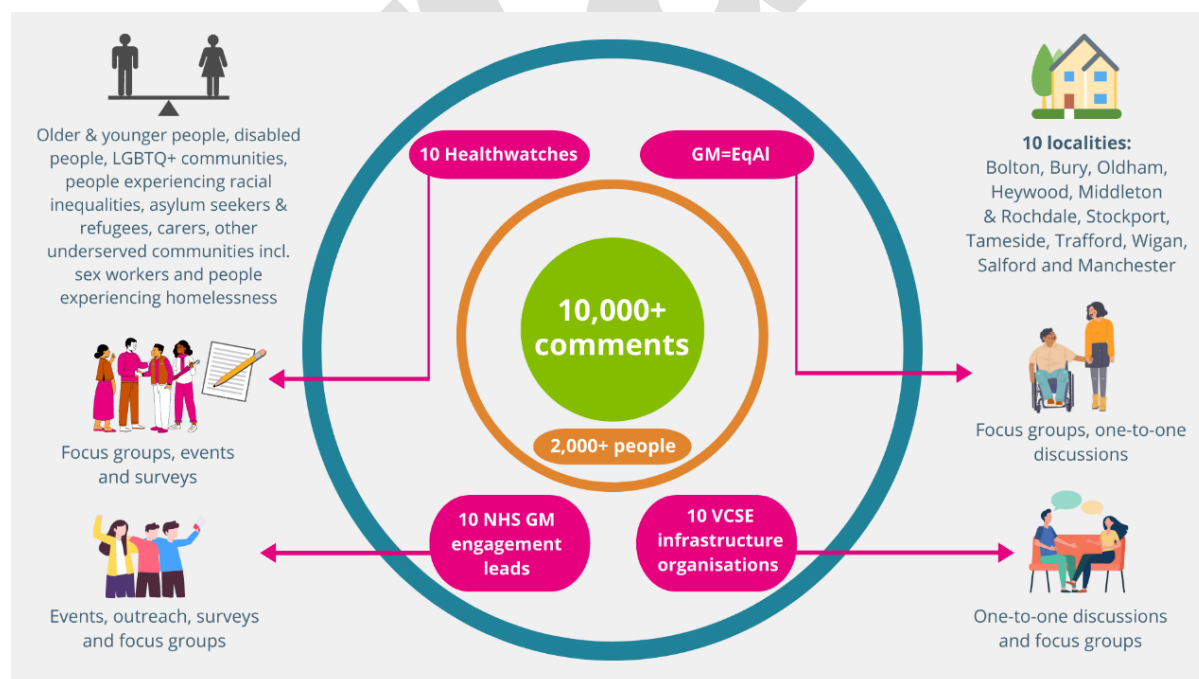 Older & younger people, disabled
people, LGBTQ+ communities,
people experiencing racial
inequalities, asylum seekers &
refugees, carers, other
underserved communities incl.
sex workers and people
experiencing homelessness
10 Healthwatches
GM=EqAl
10 localities:
Bolton, Bury, Oldham,
Heywood, Middleton
& Rochdale, Stockport,
Tameside, Trafford, Wigan,
Salford and Manchester
10,000+
comments
2,000+ people
Focus groups, events
and surveys
Focus groups, one-to-one
discussions
10 NHS GM
engagement
leads
10 VCSE
infrastructure
organisations
Events, outreach, surveys
and focus groups
One-to-one discussions
and focus groups